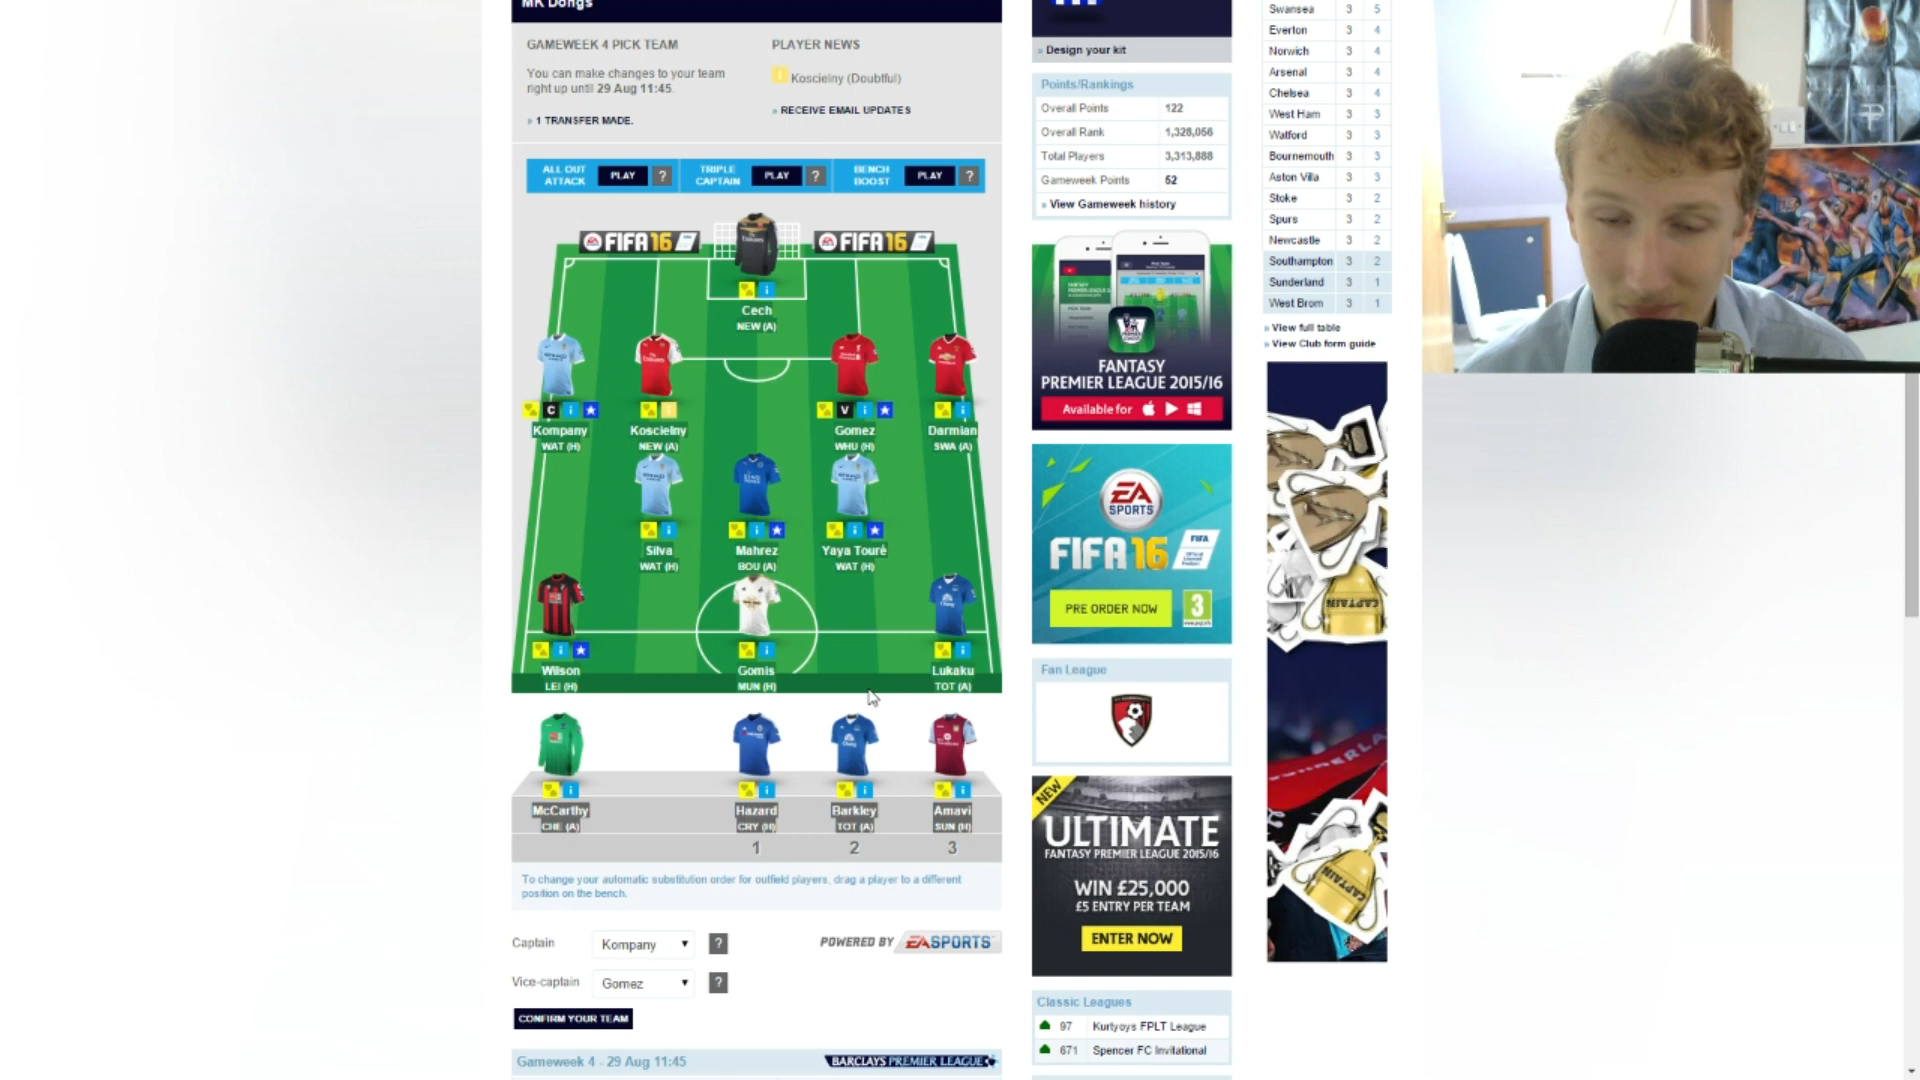 MK Dongs
GAMEWEEK 4 PICK TEAM
You can make changes to your team
right up until 29 Aug 11:45.
» 1 TRANSFER MADE.
PLAYER NEWS
Koscielny (Doubtful)
» RECEIVE EMAIL UPDATES
ALL OUT
ATTACK
PLAY
?
TRIPLE
CAPTAIN
PLAY
?
BENCH
BOOST
PLAY
?
EA SPORTS FIFA 16
EA SPORTS FIFA 16
Cech
NEW (A)
C
V
Kompany
WAT (H)
Koscielny
NEW (A)
Gomez
WHU (H)
Darmian
SWA (A)
Silva
WAT (H)
Mahrez
BOU (A)
Yaya Touré
WAT (H)
Wilson
LEI (H)
Gomis
MUN (H)
Lukaku
TOT (A)
McCarthy
CHE (A)
Hazard
CRY (H)
Barkley
TOT (A)
Amavi
SUN (H)
1
2
3
To change your automatic substitution order for outfield players, drag a player to a different
position on the bench.
Captain
Kompany
?
POWERED BY EA SPORTS
Vice-captain
Gomez
?
CONFIRM YOUR TEAM
Gameweek 4 - 29 Aug 11:45
BARCLAYS PREMIER LEAGUE
» Design your kit
Points/Rankings
Overall Points 122
Overall Rank 1,328,056
Total Players 3,313,888
Gameweek Points 52
» View Gameweek history
FANTASY
PREMIER LEAGUE 2015/16
Available for
EA
SPORTS
FIFA 16
FIFA
PRE ORDER NOW
3
Fan League
NEW
ULTIMATE
FANTASY PREMIER LEAGUE 2015/16
WIN £25,000
£5 ENTRY PER TEAM
ENTER NOW
Classic Leagues
97 Kurtyoys FPLT League
671 Spencer FC Invitational
Swansea 3 5
Everton 3 4
Norwich 3 4
Arsenal 3 4
Chelsea 3 4
West Ham 3 3
Watford 3 3
Bournemouth 3 3
Aston Villa 3 3
Stoke 3 2
Spurs 3 2
Newcastle 3 2
Southampton 3 2
Sunderland 3 1
West Brom 3 1
» View full table
» View Club form guide
CAPTAIN
CAPTAIN